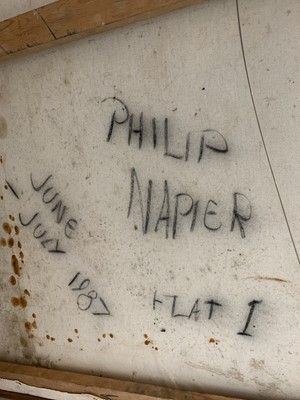 PHILIP
NAPIER
JUNE
/ JULY
1987
FLAT I